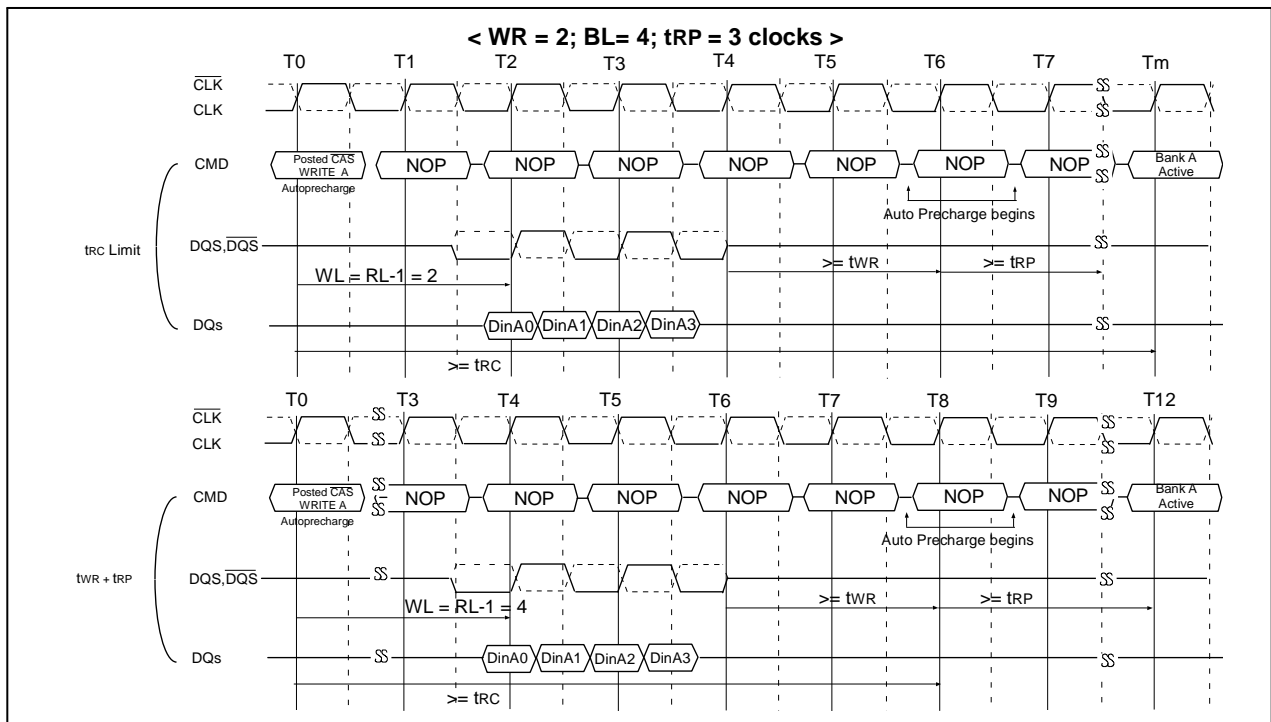 < WR = 2; BL= 4; tRP = 3 clocks >
T0 T1 T2 T3 T4 T5 T6 T7 Tm
CLK
CLK
CMD
Posted CAS
WRITE A
Autoprecharge
NOP NOP NOP NOP NOP NOP NOP
Bank A
Active
Auto Precharge begins
tRC Limit
DQS,DQS
WL = RL-1 = 2
>= tWR
>= tRP
DQs
DinA0 DinA1 DinA2 DinA3
>= tRC
T0 T3 T4 T5 T6 T7 T8 T9 T12
CLK
CLK
CMD
Posted CAS
WRITE A
Autoprecharge
NOP NOP NOP NOP NOP NOP NOP
Bank A
Active
Auto Precharge begins
tWR + tRP
DQS,DQS
WL = RL-1 = 4
>= tWR
>= tRP
DQs
DinA0 DinA1 DinA2 DinA3
>= tRC